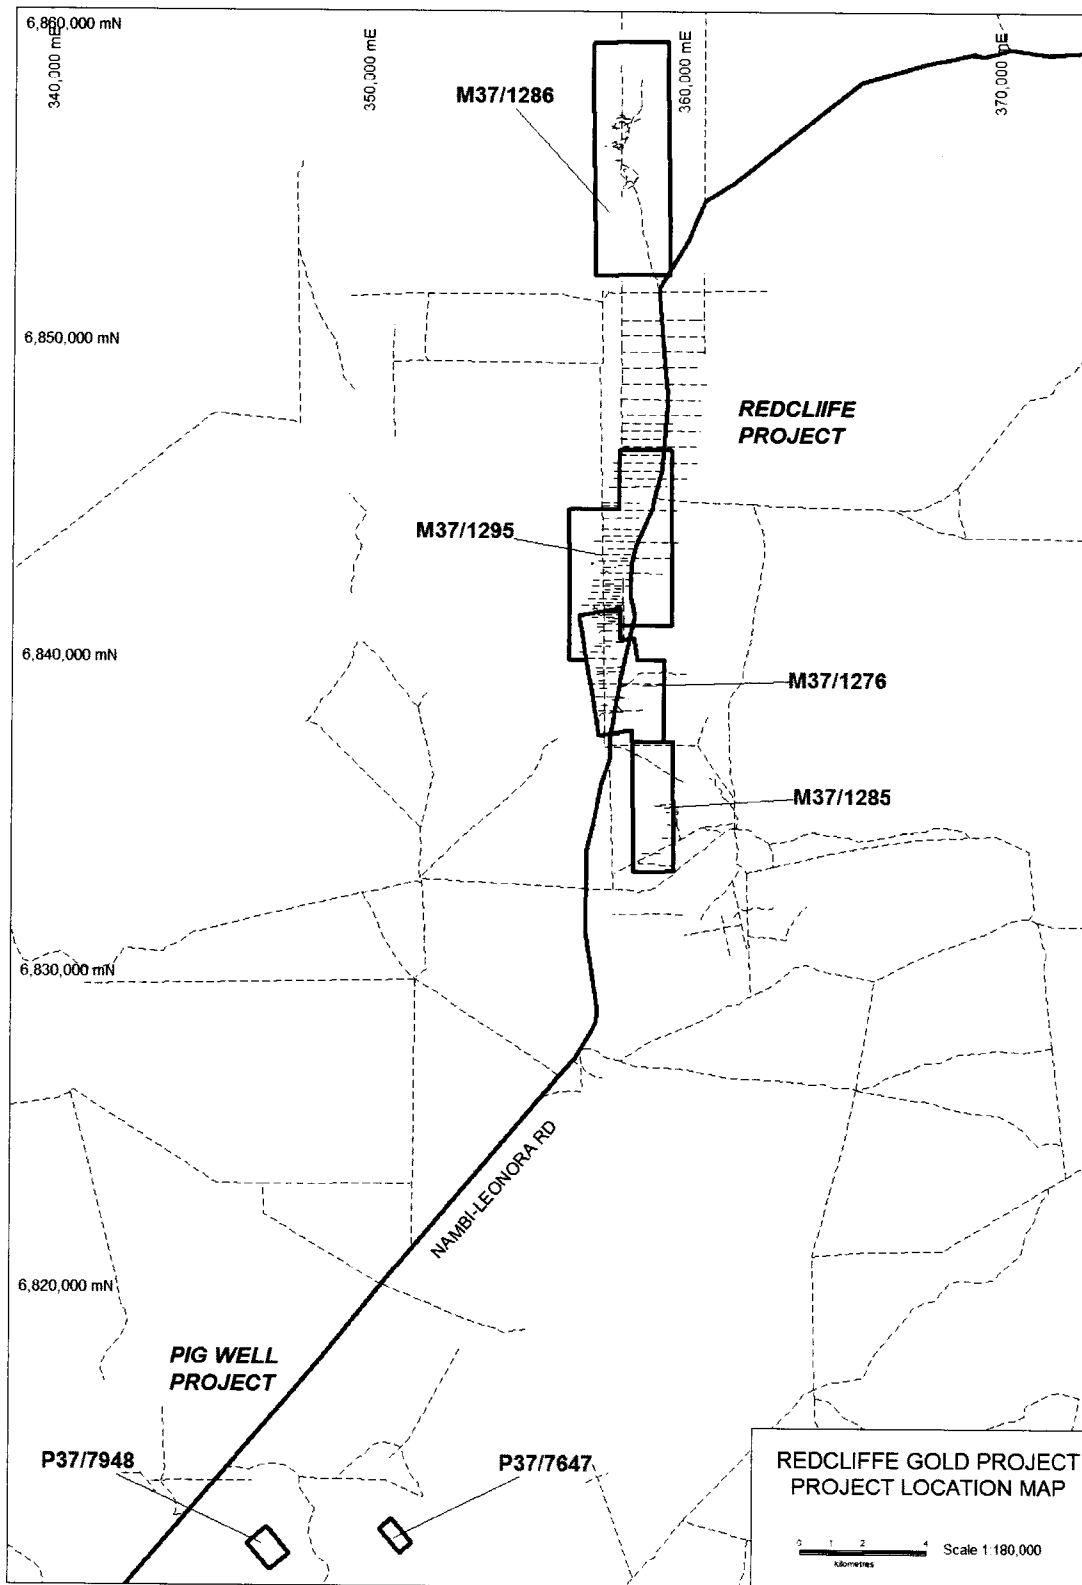 6,860,000 mN
340,000 mE
350,000 mE
360,000 mE
370,000 mE
M37/1286
6,850,000 mN
REDCLIIFE
PROJECT
M37/1295
6,840,000 mN
M37/1276
M37/1285
6,830,000 mN
NAMBI-LEONORA RD
6,820,000 mN
PIG WELL
PROJECT
P37/7948
P37/7647
REDCLIFFE GOLD PROJECT
PROJECT LOCATION MAP
0 1 2 4
kilometres
Scale 1:180,000